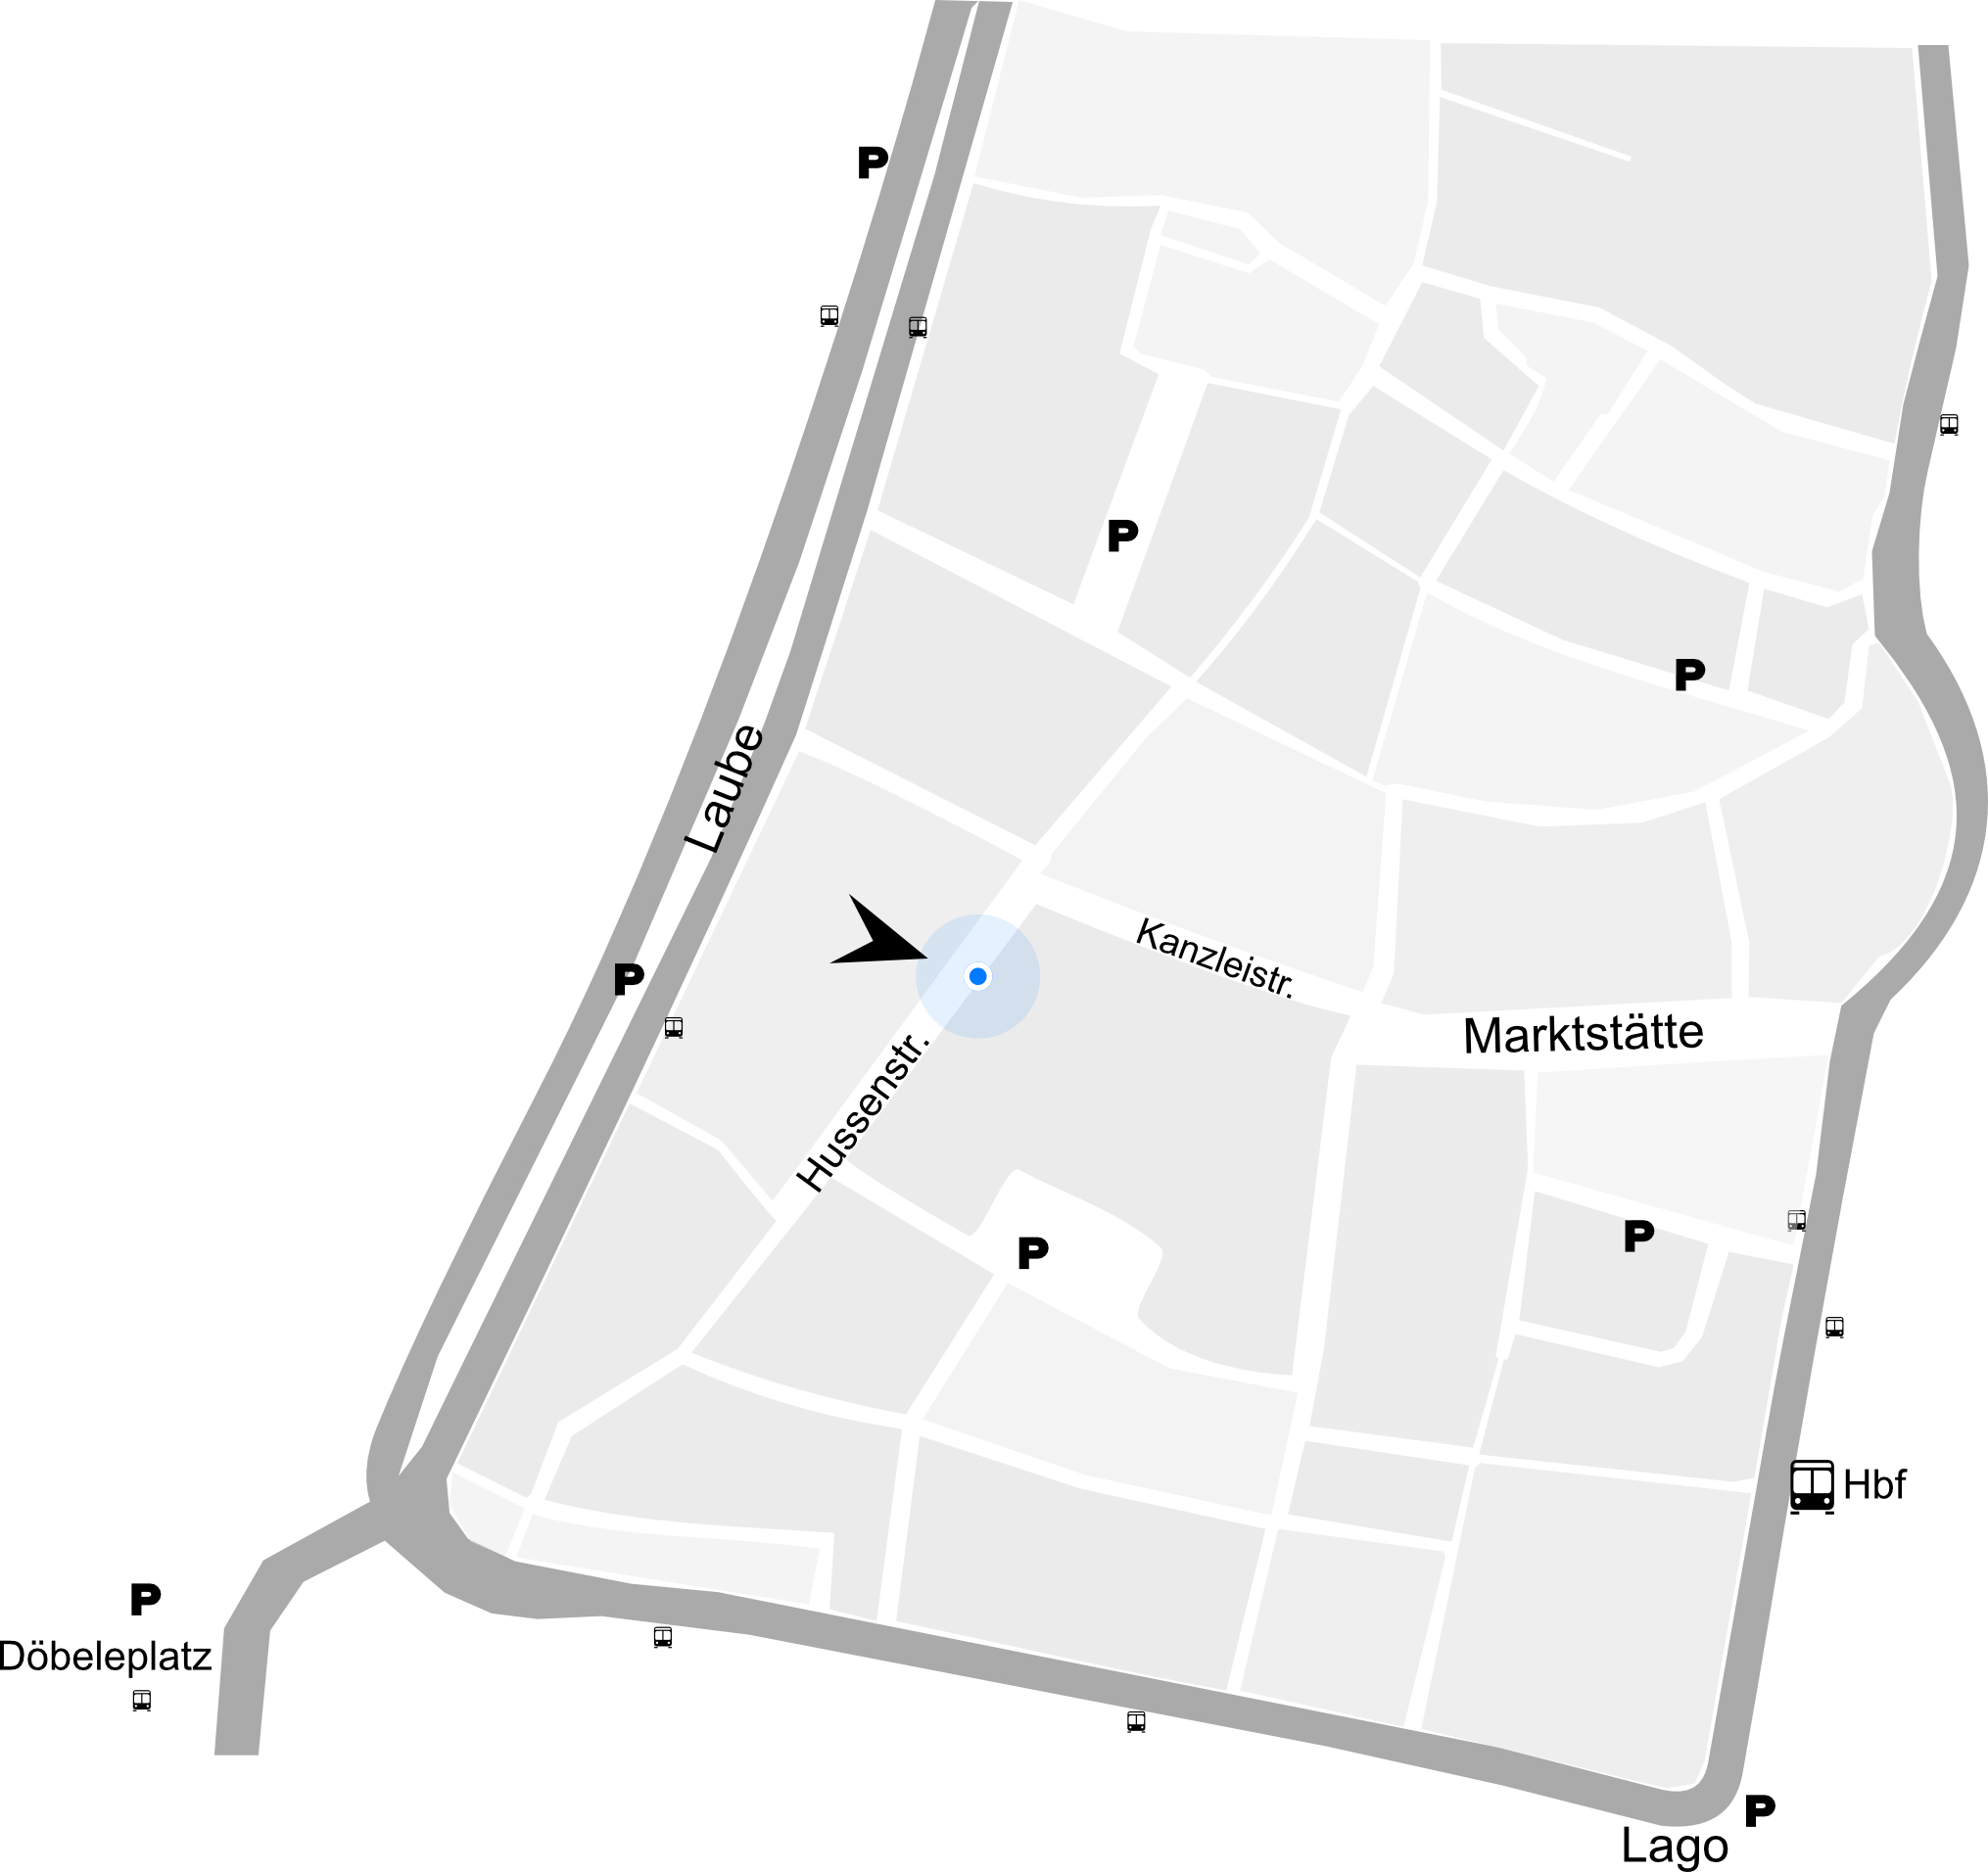 P
P
P
Laube
P
Kanzleistr.
Marktstätte
Hussenstr.
P
P
Hbf
P
Döbeleplatz
P
Lago